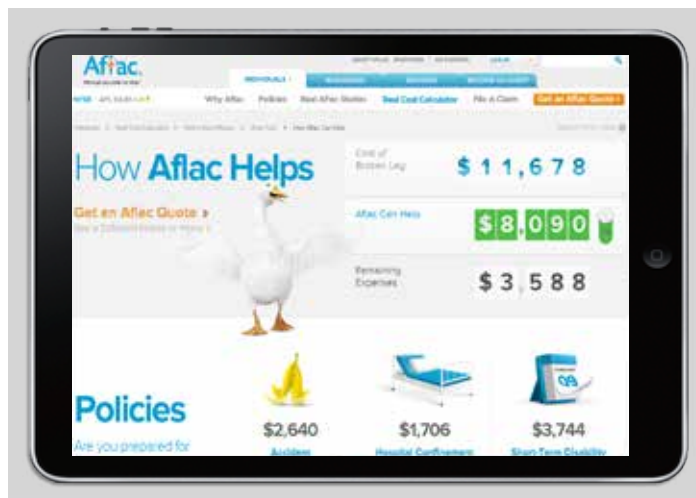 Aflac
INDIVIDUALS
Why Aflac Policies Real Aflac Stories Real Cost Calculator File A Claim Get an Aflac Quote ›
How Aflac Helps
Get an Aflac Quote ›
Cost of
Broken Leg
$11,678
Aflac Can Help
$8,090
Remaining
Expenses
$3,588
Policies
Are you prepared for
$2,640
Accident
$1,706
Hospital Confinement
$3,744
Short-Term Disability